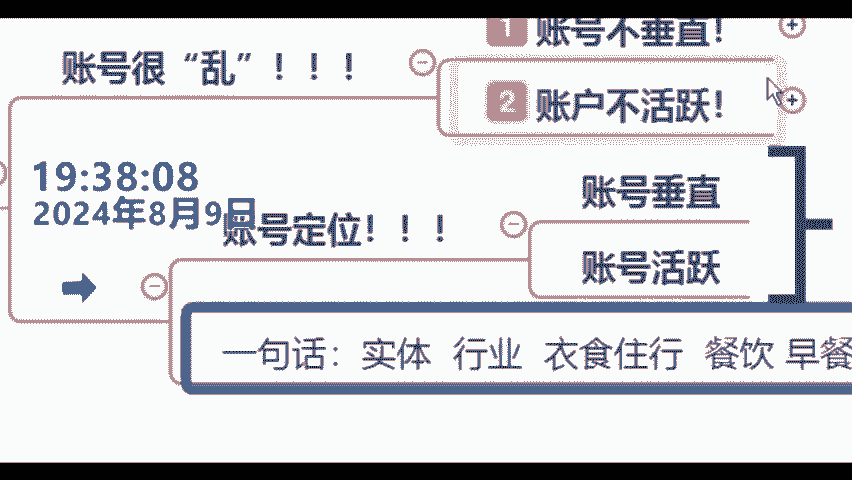 1 账号不垂直！
账号很“乱”！！！
2 账户不活跃！
19:38:08
2024年8月9日
账号垂直
账号定位！！！
账号活跃
一句话：实体 行业 衣食住行 餐饮 早餐